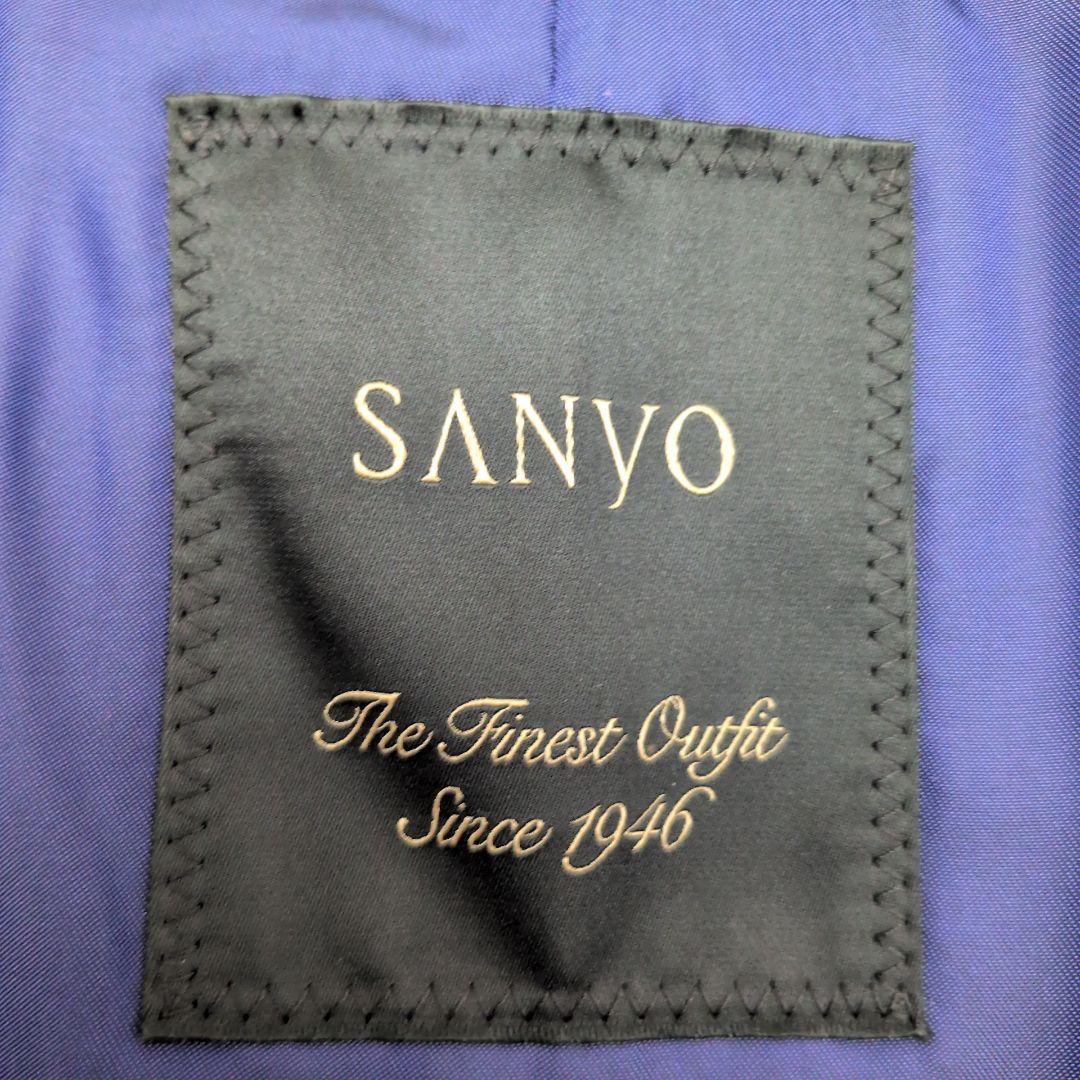 SANyO
The Finest Outfit
Since 1946